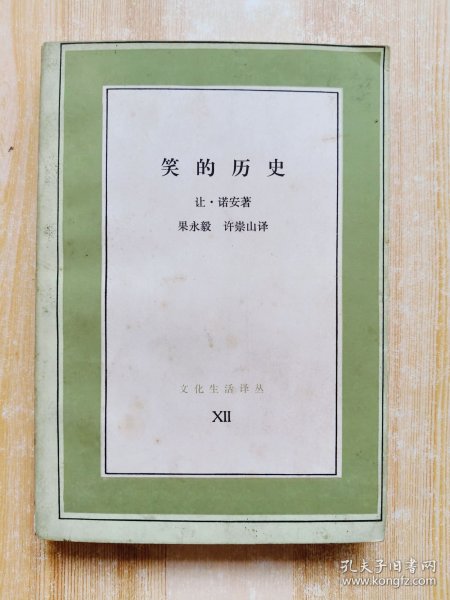 笑的历史
让·诺安著
果永毅 许崇山译
文化生活译丛
XII
孔夫子旧书网
www.kongfz.com